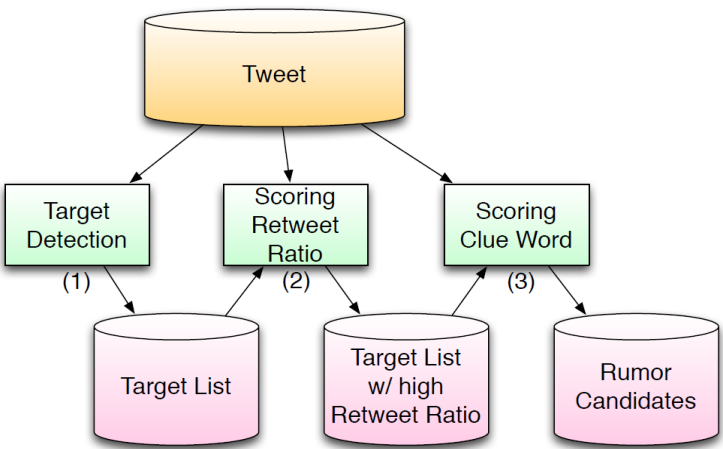 Tweet
Target
Detection
(1)
Scoring
Retweet
Ratio
(2)
Scoring
Clue Word
(3)
Target List
Target List
w/ high
Retweet Ratio
Rumor
Candidates